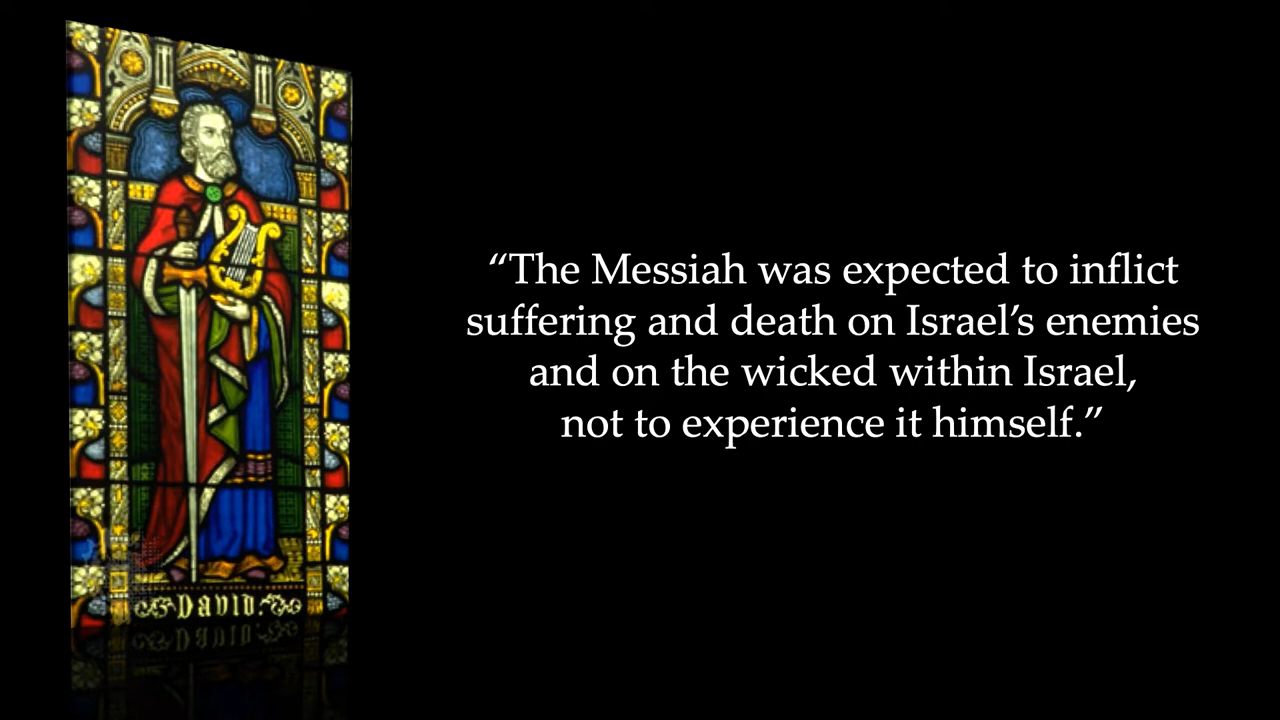 “The Messiah was expected to inflict
suffering and death on Israel’s enemies
and on the wicked within Israel,
not to experience it himself.”
David.